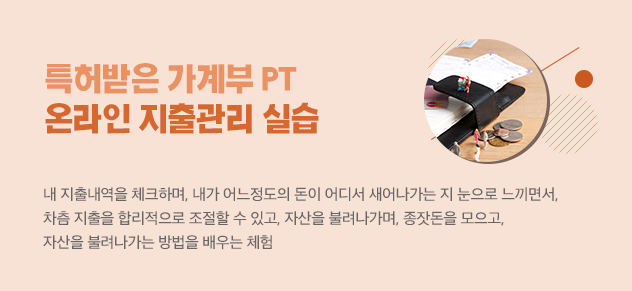 특허받은 가계부 PT
온라인 지출관리 실습
내 지출내역을 체크하며, 내가 어느정도의 돈이 어디서 새어나가는 지 눈으로 느끼면서,
차츰 지출을 합리적으로 조절할 수 있고, 자산을 불려나가며, 종잣돈을 모으고,
자산을 불려나가는 방법을 배우는 체험